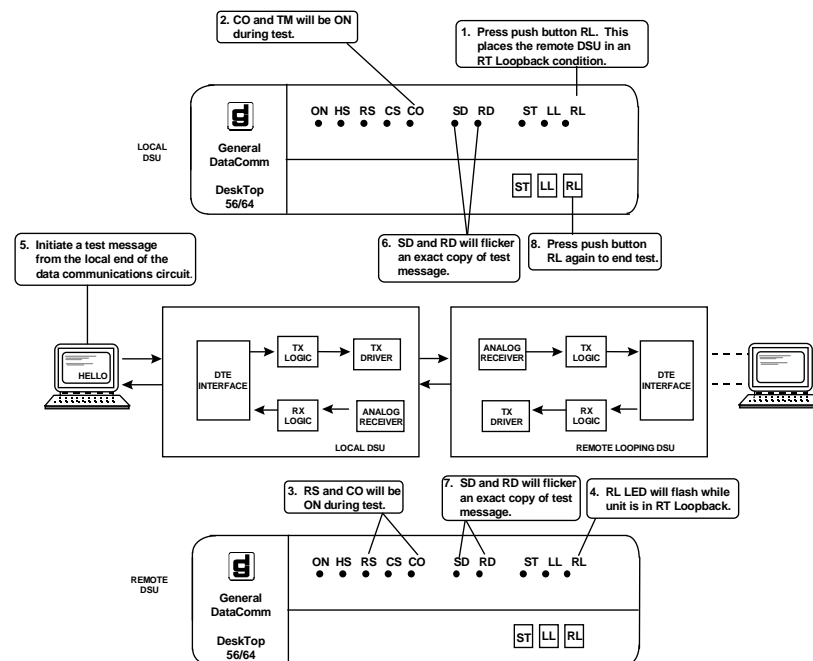 2. CO and TM will be ON
during test.
1. Press push button RL. This
places the remote DSU in an
RT Loopback condition.
ON HS RS CS CO SD RD ST LL RL
LOCAL
DSU
General
DataComm
DeskTop
56/64
ST LL RL
5. Initiate a test message
from the local end of the
data communications circuit.
6. SD and RD will flicker
an exact copy of test
message.
8. Press push button
RL again to end test.
HELLO
DTE
INTERFACE
TX
LOGIC
TX
DRIVER
RX
LOGIC
ANALOG
RECEIVER
LOCAL DSU
ANALOG
RECEIVER
TX
LOGIC
DTE
INTERFACE
TX
DRIVER
RX
LOGIC
REMOTE LOOPING DSU
3. RS and CO will be
ON during test.
7. SD and RD will flicker
an exact copy of test
message.
4. RL LED will flash while
unit is in RT Loopback.
ON HS RS CS CO SD RD ST LL RL
REMOTE
DSU
General
DataComm
DeskTop
56/64
ST LL RL